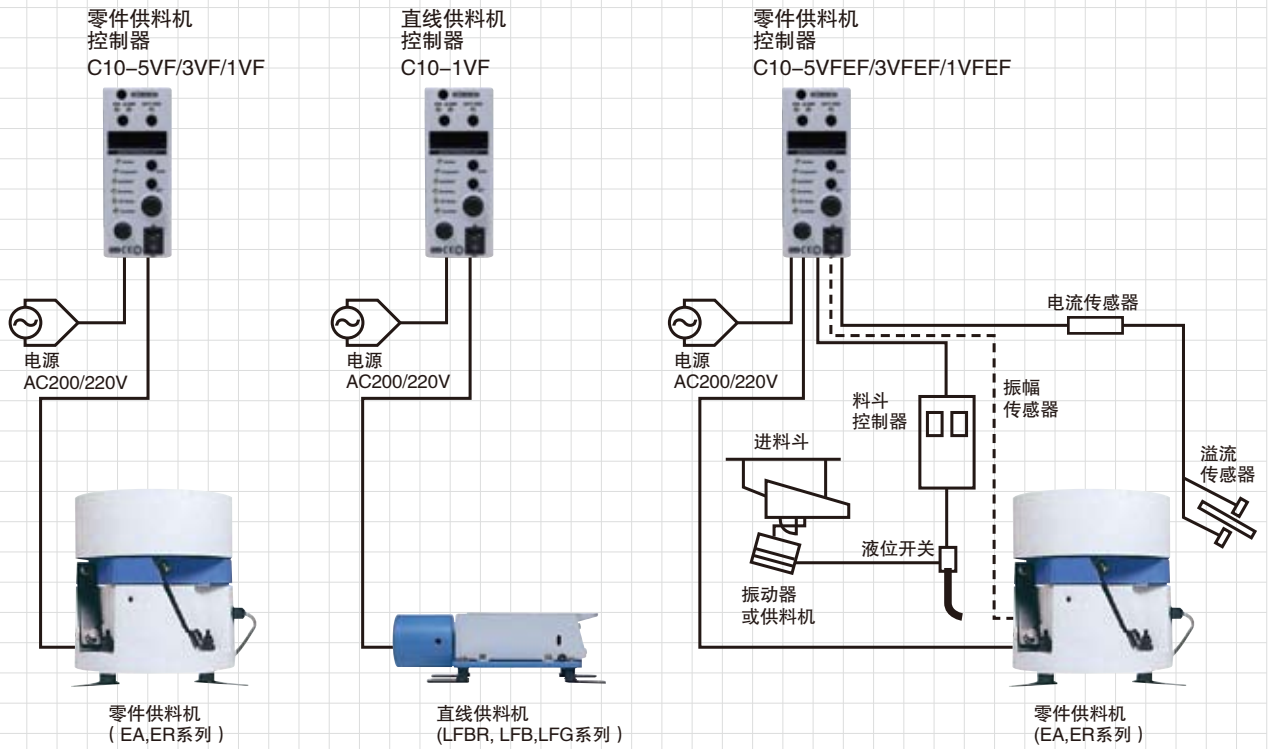 零件供料机
控制器
C10–5VF/3VF/1VF
电源
AC200/220V
零件供料机
( EA,ER系列 )
直线供料机
控制器
C10–1VF
电源
AC200/220V
直线供料机
(LFBR, LFB,LFG系列 )
零件供料机
控制器
C10–5VFEF/3VFEF/1VFEF
电源
AC200/220V
电流传感器
振幅
传感器
料斗
控制器
进料斗
溢流
传感器
液位开关
振动器
或供料机
零件供料机
(EA,ER系列 )